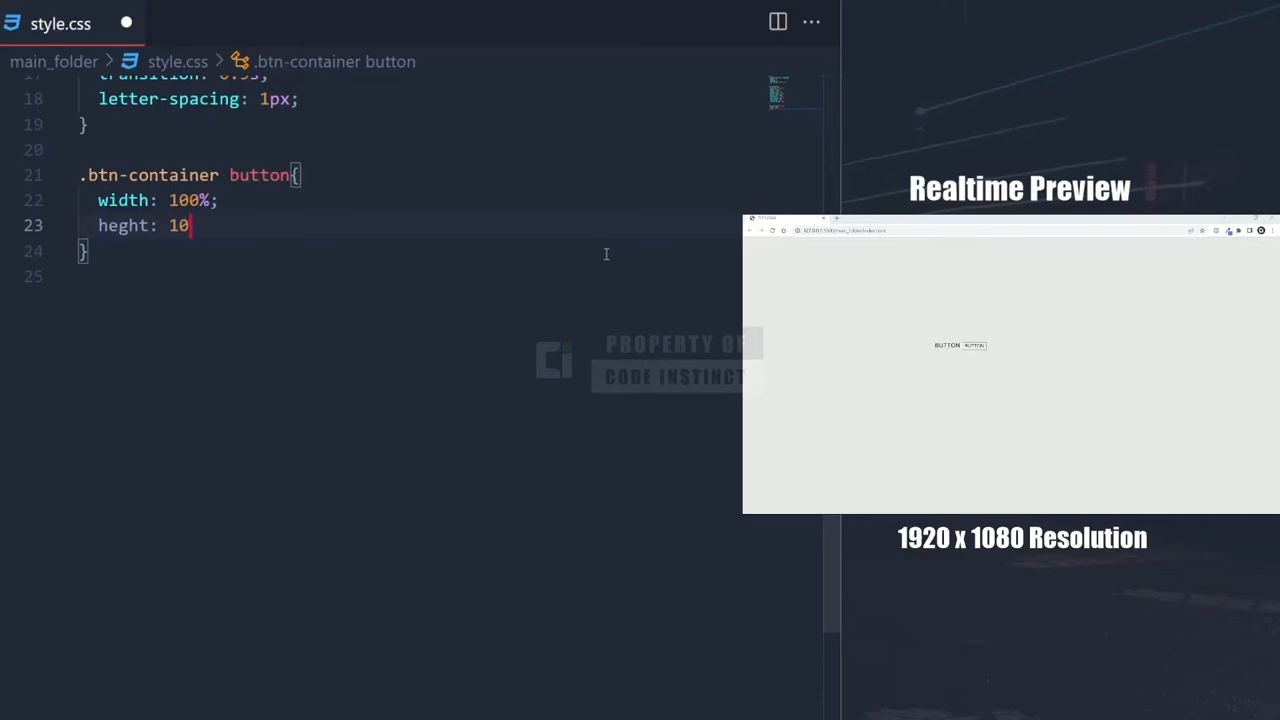 style.css
main_folder > style.css > .btn-container button
18 letter-spacing: 1px;
19 }
20
21 .btn-container button{
22 width: 100%;
23 heght: 10
24 }
25
Realtime Preview
BUTTON BUTTON
PROPERTY OF
CODE INSTINCT
1920 x 1080 Resolution